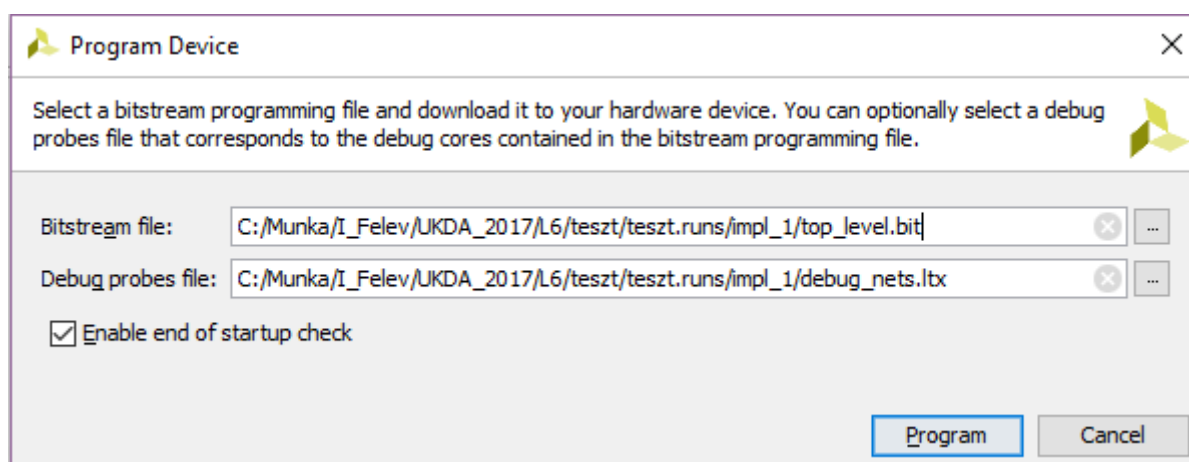 Program Device
Select a bitstream programming file and download it to your hardware device. You can optionally select a debug
probes file that corresponds to the debug cores contained in the bitstream programming file.
Bitstream file: C:/Munka/I_Felev/UKDA_2017/L6/teszt/teszt.runs/impl_1/top_level.bit ...
Debug probes file: C:/Munka/I_Felev/UKDA_2017/L6/teszt/teszt.runs/impl_1/debug_nets.ltx ...
Enable end of startup check
Program Cancel